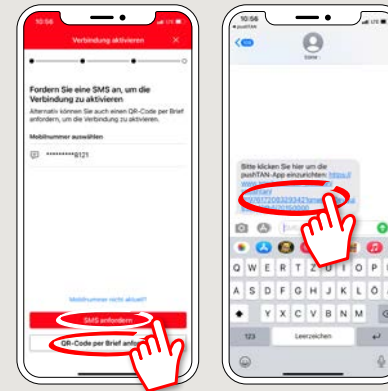 10:56
Verbindung aktivieren ×
Fordern Sie eine SMS an, um die
Verbindung zu aktivieren
Alternativ können Sie auch einen QR-Code per Brief
anfordern, um die Verbindung zu aktivieren.
Mobilnummer auswählen
*********8121
Mobilnummer nicht aktuell?
SMS anfordern
QR-Code per Brief
10:56
pushTAN
Bitte klicken Sie hier um die
pushTAN-App einzurichten:
Q W E R T Z U I O P
A S D F G H J K L Ö
Y X C V B N M
123 Leerzeichen